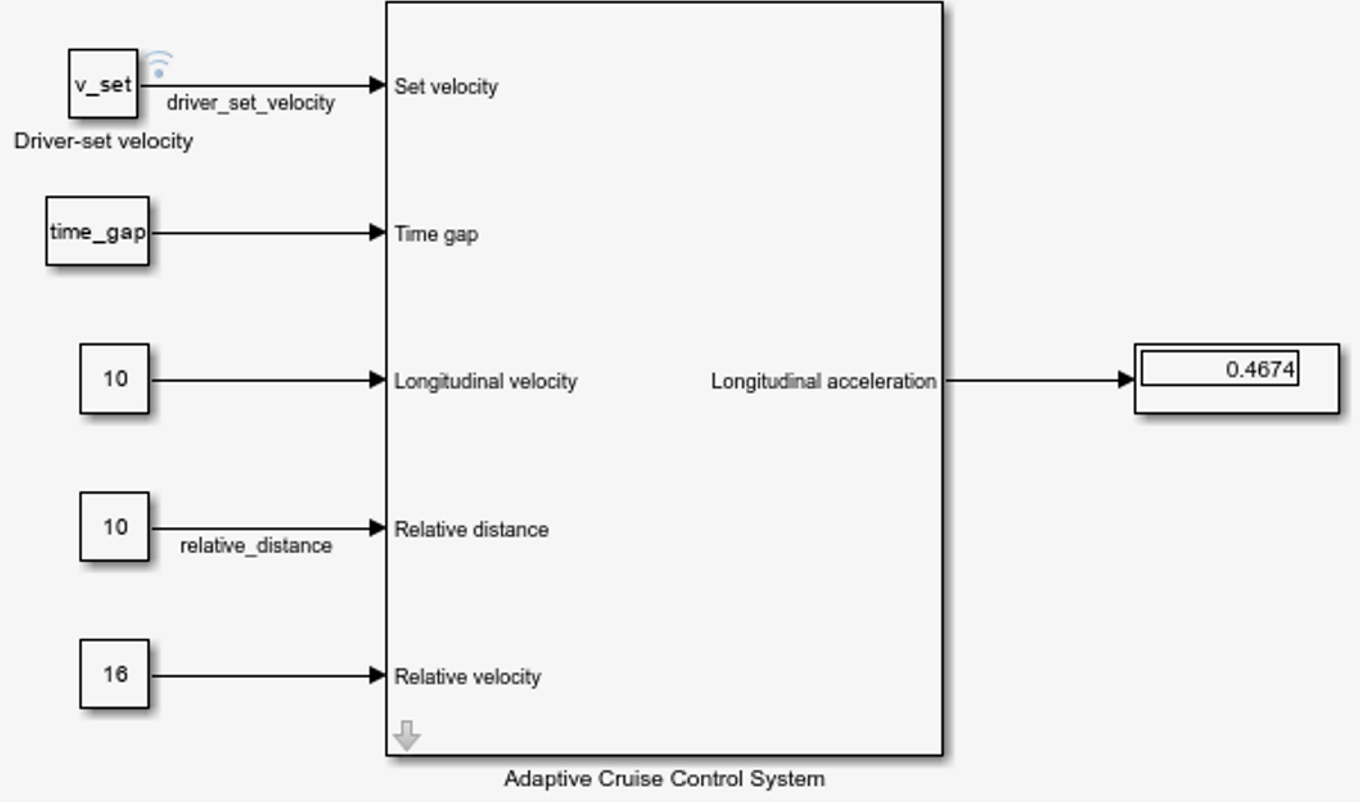 v_set
driver_set_velocity
Set velocity
Driver-set velocity
time_gap
Time gap
10
Longitudinal velocity
Longitudinal acceleration
0.4674
10
relative_distance
Relative distance
16
Relative velocity
Adaptive Cruise Control System